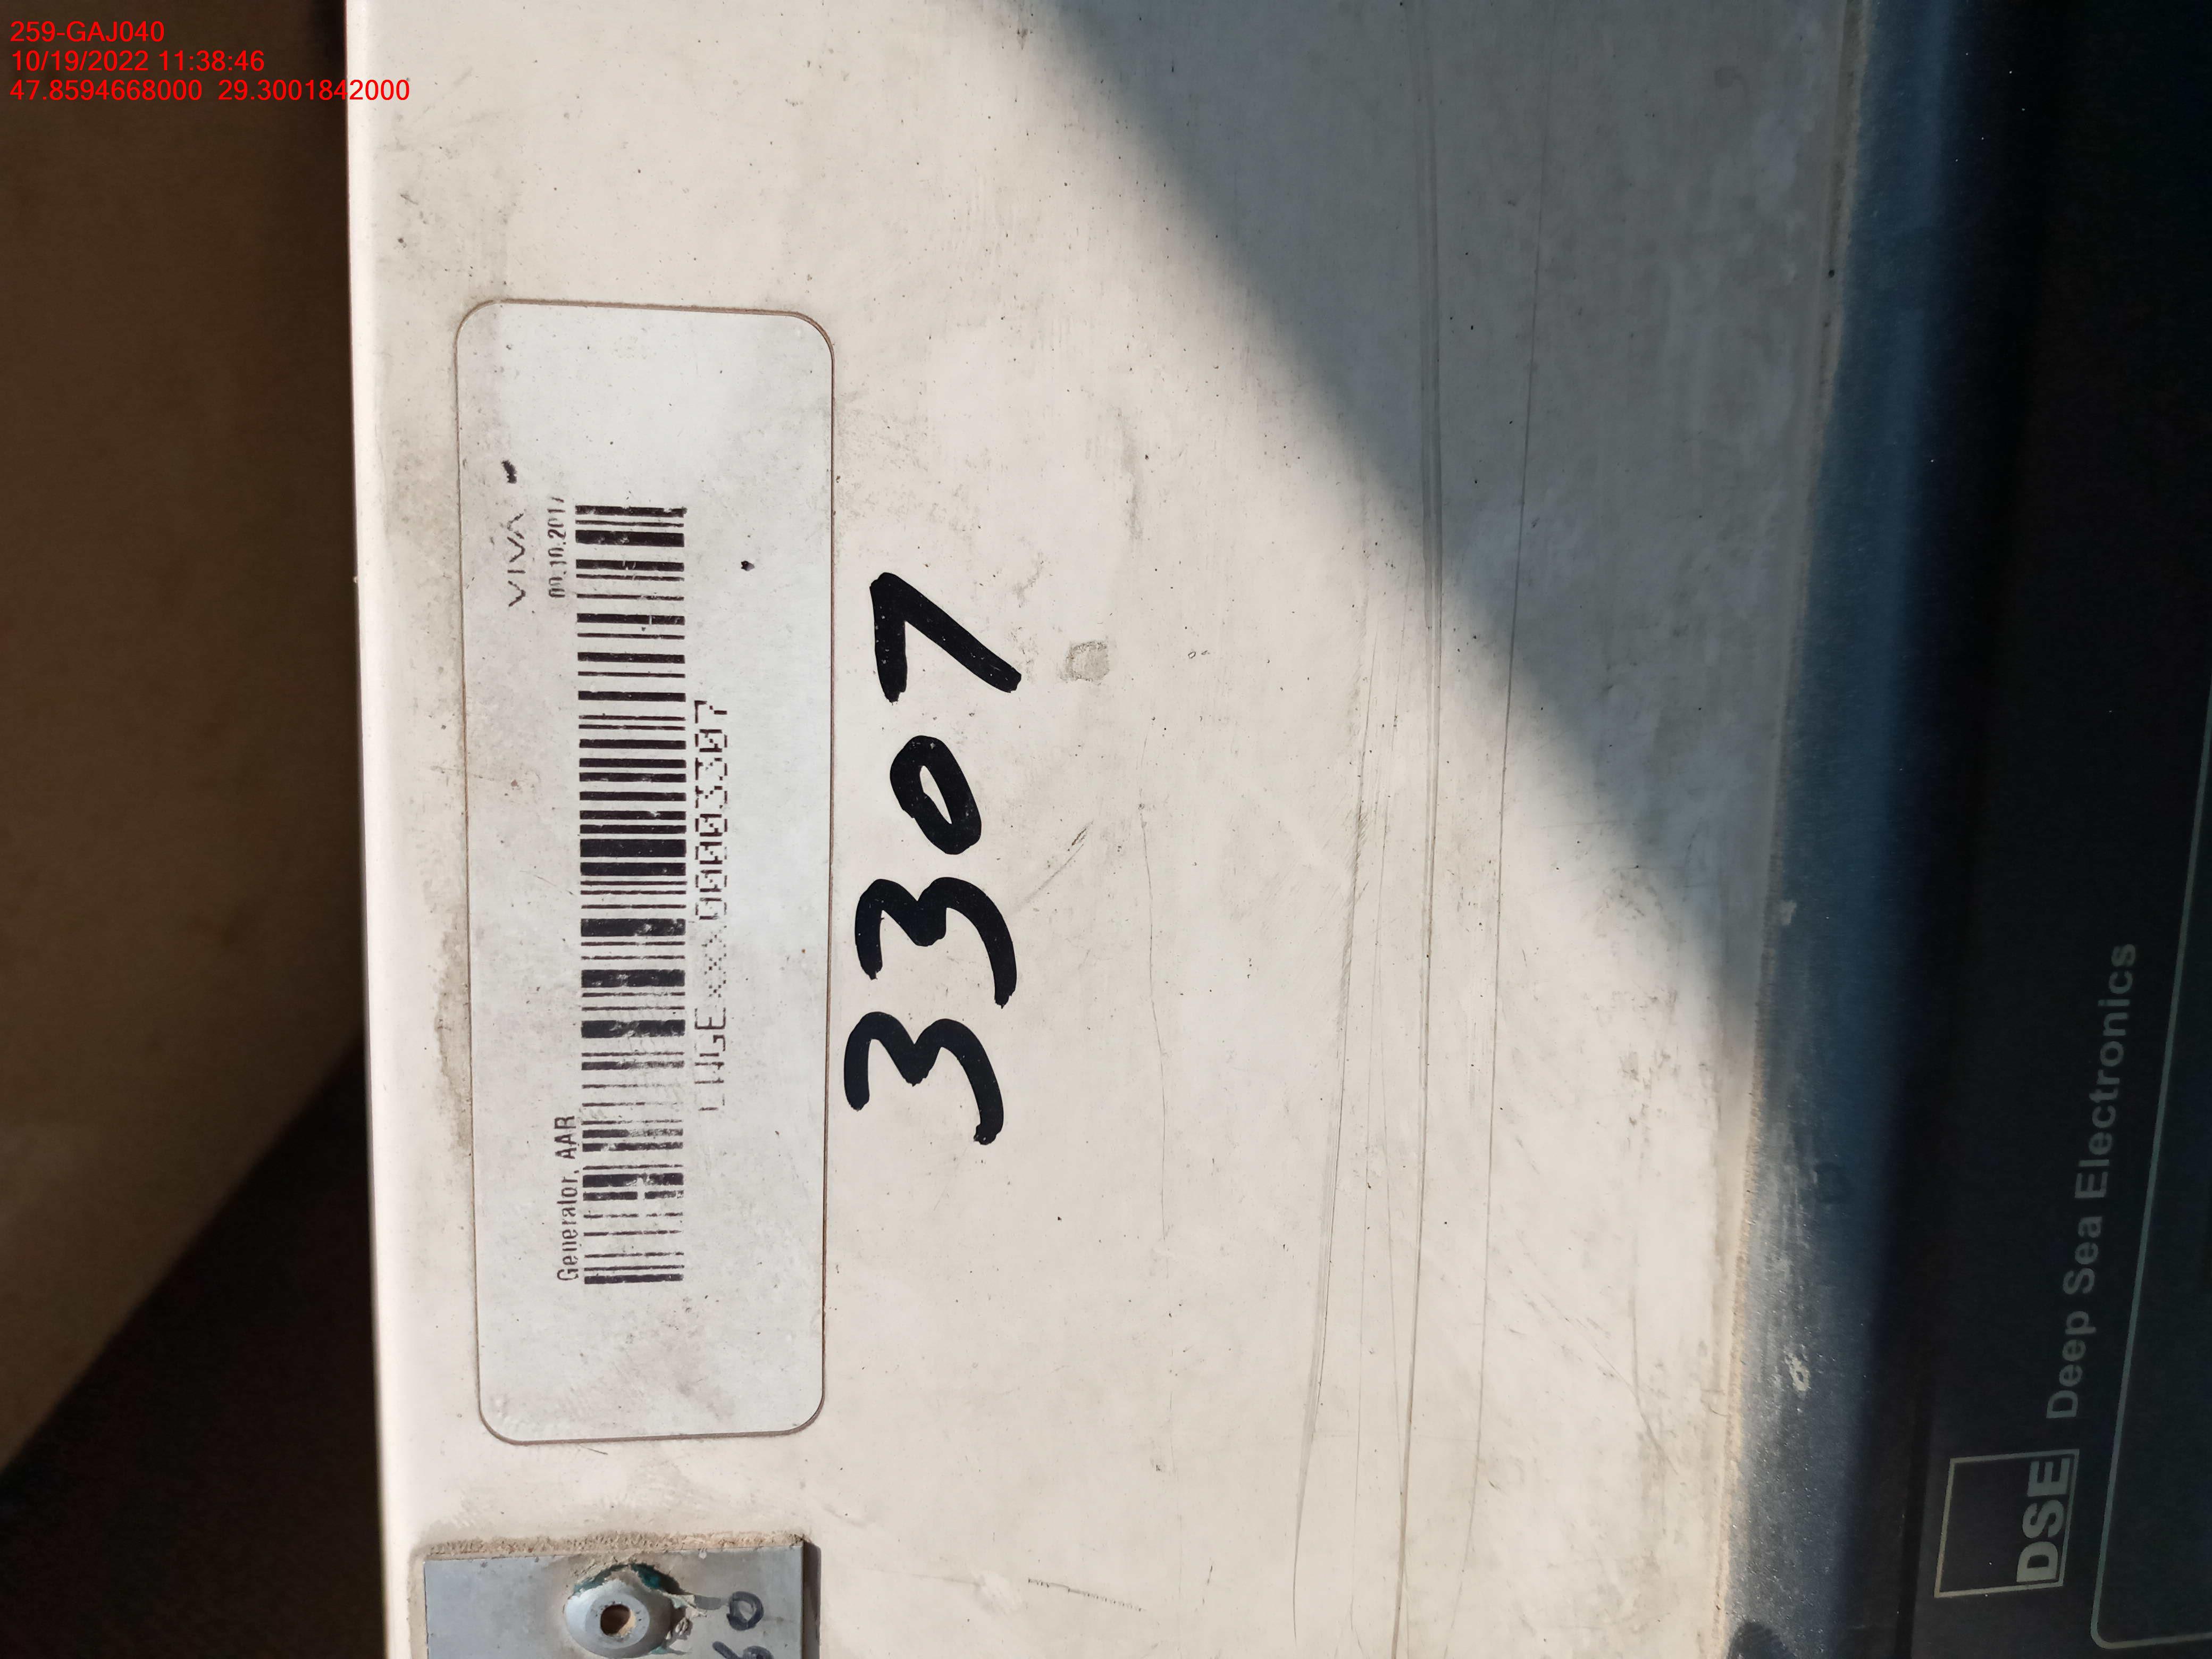 259-GAJ040
10/19/2022 11:38:46
47.8594668000 29.3001842000
VIVA
Generator, AAR 09.10.2017
3307
DSE Deep Sea Electronics